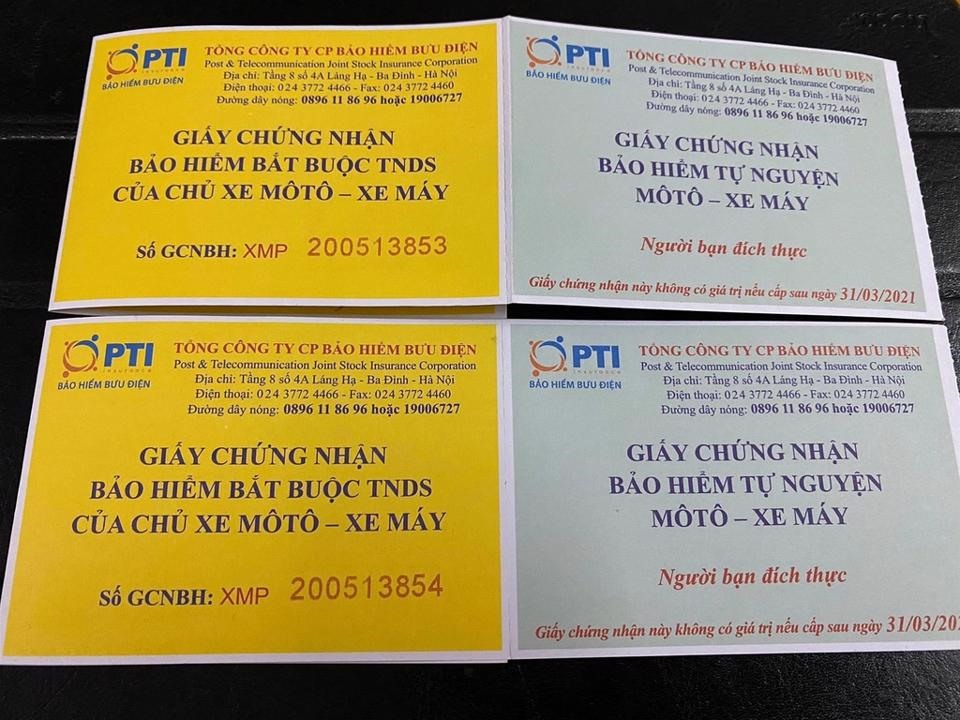 PTI
insurance
BẢO HIỂM BƯU ĐIỆN
TỔNG CÔNG TY CP BẢO HIỂM BƯU ĐIỆN
Post & Telecommunication Joint Stock Insurance Corporation
Địa chỉ: Tầng 8 số 4A Láng Hạ - Ba Đình - Hà Nội
Điện thoại: 024 3772 4466 - Fax: 024 3772 4460
Đường dây nóng: 0896 11 86 96 hoặc 19006727
GIẤY CHỨNG NHẬN
BẢO HIỂM BẮT BUỘC TNDS
CỦA CHỦ XE MÔTÔ – XE MÁY
Số GCNBH: XMP 200513853
PTI
insurance
BẢO HIỂM BƯU ĐIỆN
TỔNG CÔNG TY CP BẢO HIỂM BƯU ĐIỆN
Post & Telecommunication Joint Stock Insurance Corporation
Địa chỉ: Tầng 8 số 4A Láng Hạ - Ba Đình - Hà Nội
Điện thoại: 024 3772 4466 - Fax: 024 3772 4460
Đường dây nóng: 0896 11 86 96 hoặc 19006727
GIẤY CHỨNG NHẬN
BẢO HIỂM TỰ NGUYỆN
MÔTÔ – XE MÁY
Người bạn đích thực
Giấy chứng nhận này không có giá trị nếu cấp sau ngày 31/03/2021
PTI
insurance
BẢO HIỂM BƯU ĐIỆN
TỔNG CÔNG TY CP BẢO HIỂM BƯU ĐIỆN
Post & Telecommunication Joint Stock Insurance Corporation
Địa chỉ: Tầng 8 số 4A Láng Hạ - Ba Đình - Hà Nội
Điện thoại: 024 3772 4466 - Fax: 024 3772 4460
Đường dây nóng: 0896 11 86 96 hoặc 19006727
GIẤY CHỨNG NHẬN
BẢO HIỂM BẮT BUỘC TNDS
CỦA CHỦ XE MÔTÔ – XE MÁY
Số GCNBH: XMP 200513854
PTI
insurance
BẢO HIỂM BƯU ĐIỆN
TỔNG CÔNG TY CP BẢO HIỂM BƯU ĐIỆN
Post & Telecommunication Joint Stock Insurance Corporation
Địa chỉ: Tầng 8 số 4A Láng Hạ - Ba Đình - Hà Nội
Điện thoại: 024 3772 4466 - Fax: 024 3772 4460
Đường dây nóng: 0896 11 86 96 hoặc 19006727
GIẤY CHỨNG NHẬN
BẢO HIỂM TỰ NGUYỆN
MÔTÔ – XE MÁY
Người bạn đích thực
Giấy chứng nhận này không có giá trị nếu cấp sau ngày 31/03/202